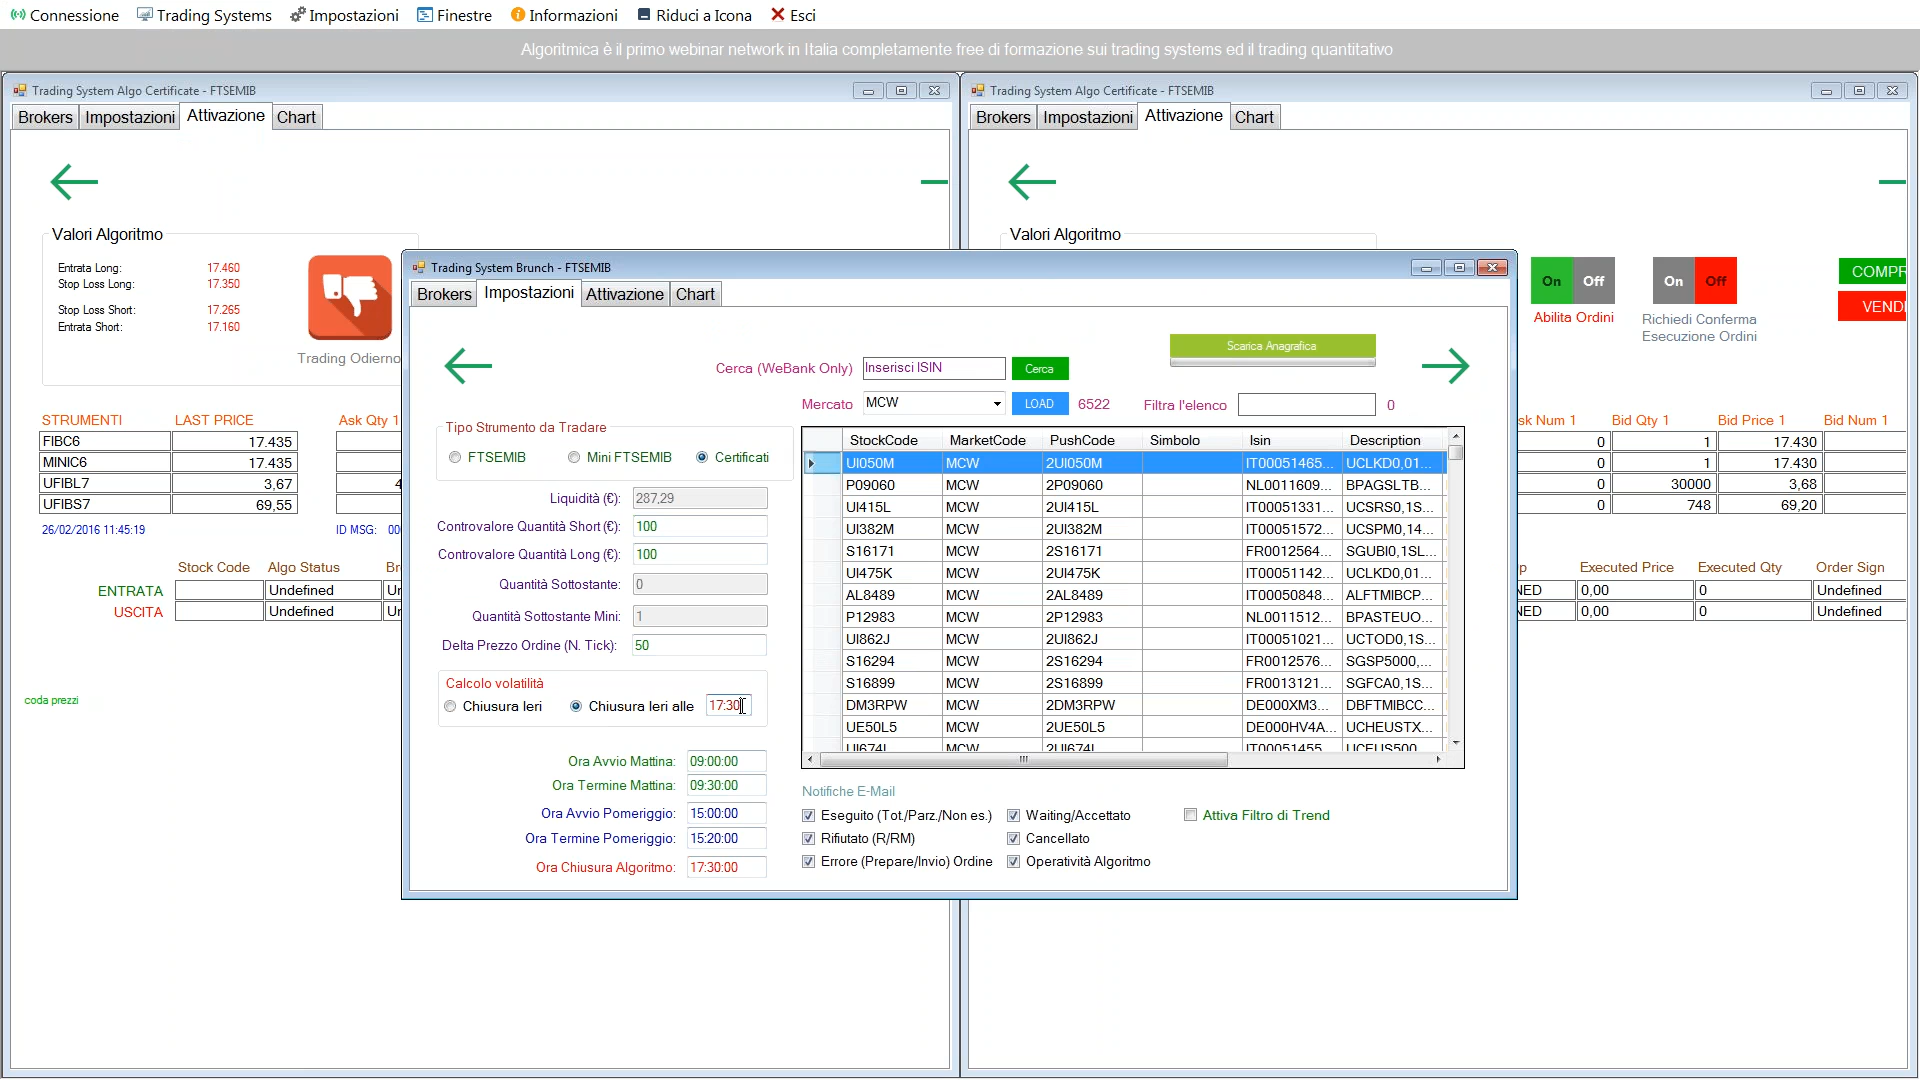 Connessione Trading Systems Impostazioni Finestre Informazioni Riduci a Icona Esci
Algoritmica è il primo webinar network in Italia completamente free di formazione sui trading systems ed il trading quantitativo
Trading System Algo Certificate - FTSEMIB
Brokers Impostazioni Attivazione Chart
Valori Algoritmo
Entrata Long: 17.460
Stop Loss Long: 17.350
Stop Loss Short: 17.265
Entrata Short: 17.160
Trading Odierno
STRUMENTI LAST PRICE Ask Qty 1
FIBC6 17.435
MINIC6 17.435
UFIBL7 3,67 4
UFIBS7 69,55
26/02/2016 11:45:19 ID MSG: 00
Stock Code Algo Status Br
ENTRATA Undefined Ur
USCITA Undefined Ur
coda prezzi
Trading System Algo Certificate - FTSEMIB
Brokers Impostazioni Attivazione Chart
Valori Algoritmo
On Off On Off COMPR
Abilita Ordini VENDI
Richiedi Conferma
Esecuzione Ordini
sk Num 1 Bid Qty 1 Bid Price 1 Bid Num 1
0 1 17.430
0 1 17.430
0 30000 3,68
0 748 69,20
p Executed Price Executed Qty Order Sign
NED 0,00 0 Undefined
NED 0,00 0 Undefined
Trading System Brunch - FTSEMIB
Brokers Impostazioni Attivazione Chart
Scarica Anagrafica
Cerca (WeBank Only) Inserisci ISIN Cerca
Mercato MCW LOAD 6522 Filtra l'elenco 0
Tipo Strumento da Tradare
FTSEMIB Mini FTSEMIB Certificati
Liquidità (€): 287,29
Controvalore Quantità Short (€): 100
Controvalore Quantità Long (€): 100
Quantità Sottostante: 0
Quantità Sottostante Mini: 1
Delta Prezzo Ordine (N. Tick): 50
Calcolo volatilità
Chiusura Ieri Chiusura Ieri alle 17:30
Ora Avvio Mattina: 09:00:00
Ora Termine Mattina: 09:30:00
Ora Avvio Pomeriggio: 15:00:00
Ora Termine Pomeriggio: 15:20:00
Ora Chiusura Algoritmo: 17:30:00
StockCode MarketCode PushCode Simbolo Isin Description
UI050M MCW 2UI050M IT00051465... UCLKD0,01...
P09060 MCW 2P09060 NL0011609... BPAGSLTB...
UI415L MCW 2UI415L IT00051331... UCSRS0,1S...
UI382M MCW 2UI382M IT00051572... UCSPM0,14...
S16171 MCW 2S16171 FR0012564... SGUBI0,1SL...
UI475K MCW 2UI475K IT00051142... UCLKD0,01...
AL8489 MCW 2AL8489 IT00050848... ALFTMIBCP...
P12983 MCW 2P12983 NL0011512... BPASTEUO...
UI862J MCW 2UI862J IT00051021... UCTOD0,1S...
S16294 MCW 2S16294 FR0012576... SGSP5000,...
S16899 MCW 2S16899 FR0013121... SGFCA0,1S...
DM3RPW MCW 2DM3RPW DE000XM3... DBFTMIBCC...
UE50L5 MCW 2UE50L5 DE000HV4A... UCHEUSTX...
UI674L MCW 2UI674L IT00051455... UCEUS500...
Notifiche E-Mail
Eseguito (Tot./Parz./Non es.) Waiting/Accettato Attiva Filtro di Trend
Rifiutato (R/RM) Cancellato
Errore (Prepare/Invio) Ordine Operatività Algoritmo